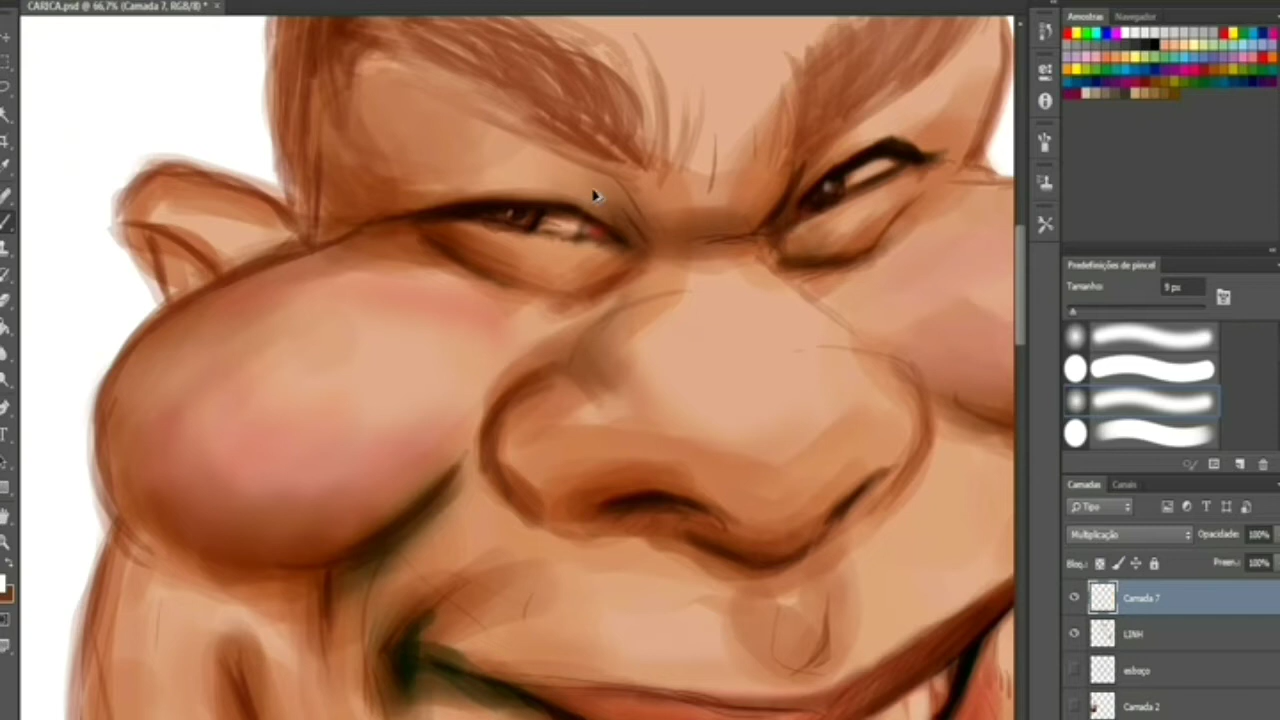 CARICA.psd @ 66,7% (Camada 7, RGB/8) *
Amostras
Navegador
Predefinições de pincel
Tamanho:
9 px
Camadas
Canais
Tipo
Multiplicação
Opacidade:
100%
Bloq.:
Preen.:
100%
Camada 7
LINH
esboço
Camada 2